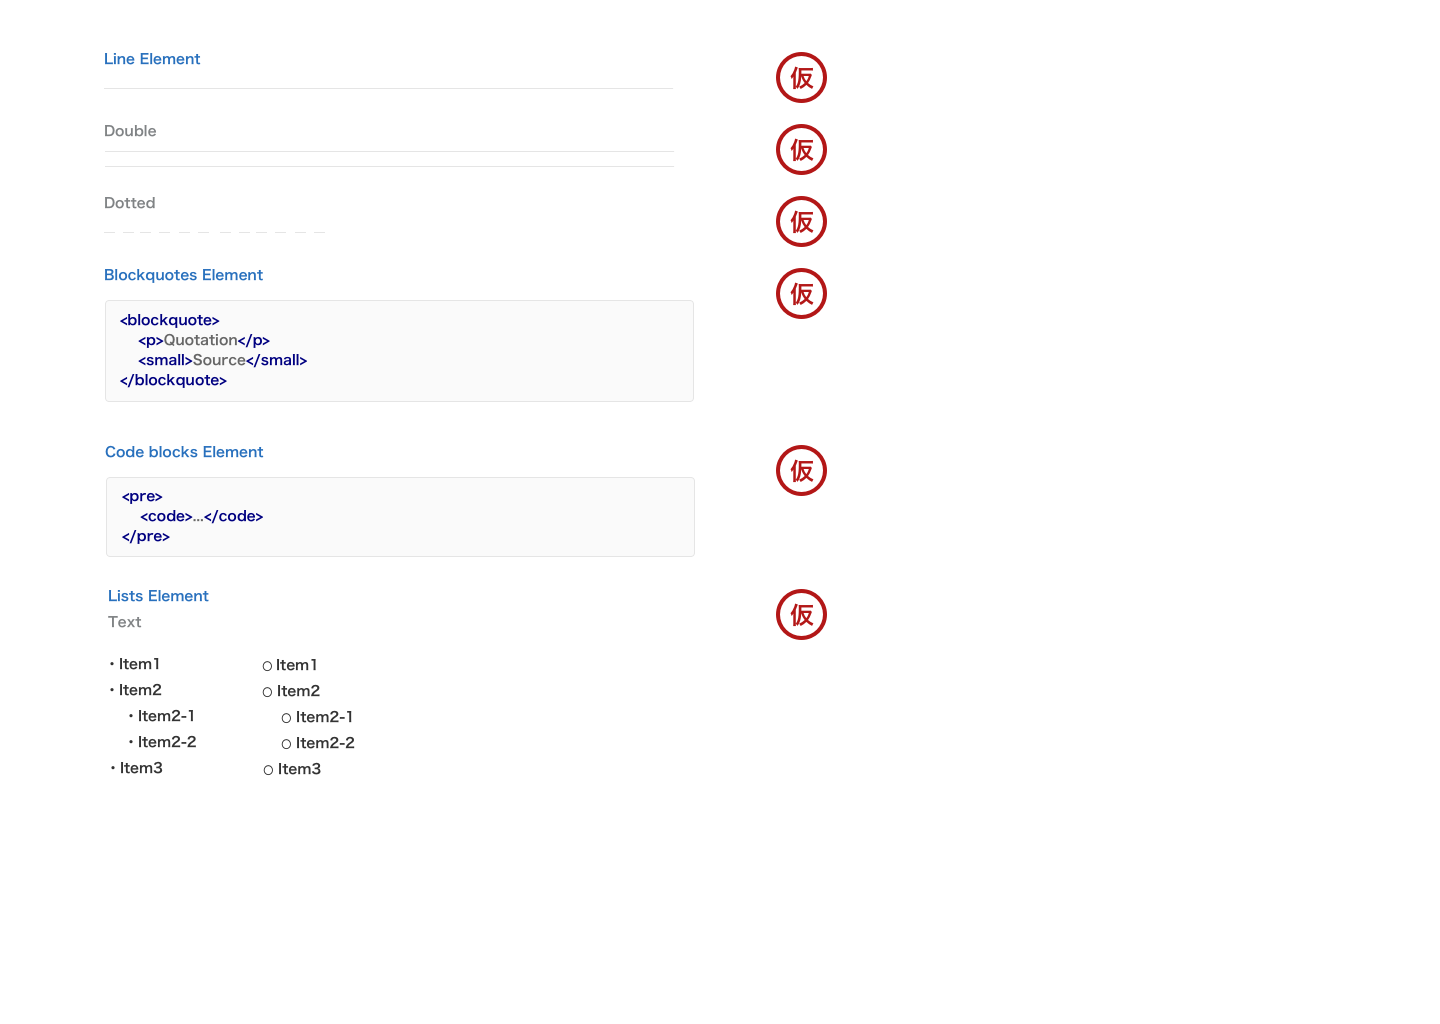 Line Element
仮
Double
仮
Dotted
仮
Blockquotes Element
仮
<blockquote>
<p>Quotation</p>
<small>Source</small>
</blockquote>
Code blocks Element
仮
<pre>
<code>...</code>
</pre>
Lists Element
仮
Text
・Item1
・Item2
・Item2-1
・Item2-2
・Item3
○ Item1
○ Item2
○ Item2-1
○ Item2-2
○ Item3